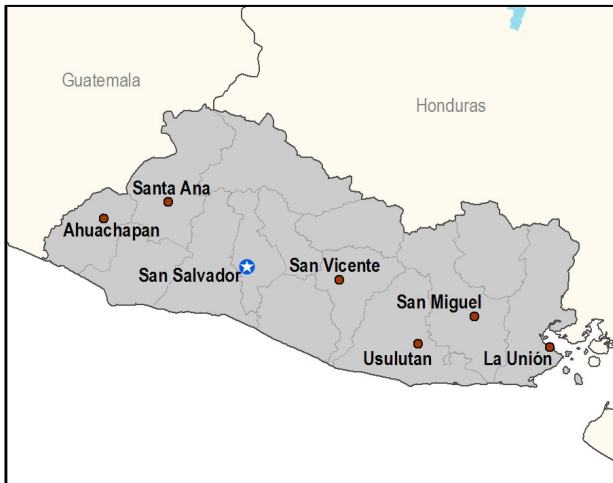 Guatemala
Honduras
Santa Ana
Ahuachapan
San Salvador
San Vicente
San Miguel
Usulutan
La Unión